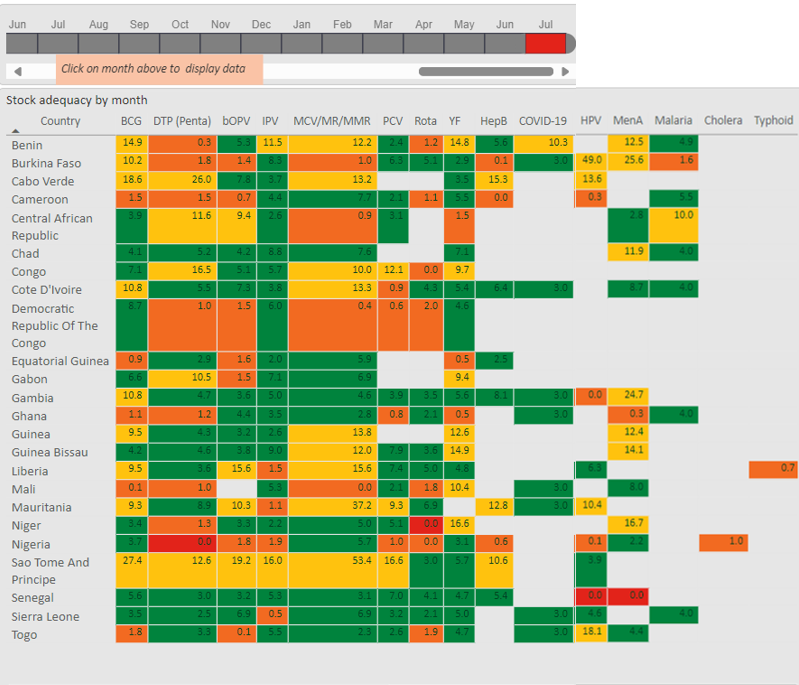 Jun Jul Aug Sep Oct Nov Dec Jan Feb Mar Apr May Jun Jul
Click on month above to display data
Stock adequacy by month
Country BCG DTP (Penta) bOPV IPV MCV/MR/MMR PCV Rota YF HepB COVID-19 HPV MenA Malaria Cholera Typhoid
Benin 14.9 0.3 5.3 11.5 12.2 2.4 1.2 14.8 5.6 10.3 12.5 4.9
Burkina Faso 10.2 1.8 1.4 8.3 1.0 6.3 5.1 2.9 0.1 3.0 49.0 25.6 1.6
Cabo Verde 18.6 26.0 7.8 3.7 13.2 3.5 15.3 13.6
Cameroon 1.5 1.5 0.7 4.4 7.7 2.1 1.1 5.5 0.0 0.3 5.5
Central African 3.9 11.6 9.4 2.6 0.9 3.1 1.5 2.8 10.0
Republic
Chad 4.1 5.2 4.2 8.8 7.6 7.1 11.9 4.0
Congo 7.1 16.5 5.1 5.7 10.0 12.1 0.0 9.7
Cote D'Ivoire 10.8 5.5 7.3 3.8 13.3 0.9 4.3 5.4 6.4 3.0 8.7 4.0
Democratic 8.7 1.0 1.5 6.0 0.4 0.6 2.0 4.6
Republic Of The
Congo
Equatorial Guinea 0.9 2.9 1.6 2.0 5.9 0.5 2.5
Gabon 6.6 10.5 1.5 7.1 6.9 9.4
Gambia 10.8 4.7 3.6 5.0 4.6 3.9 3.5 5.6 8.1 3.0 0.0 24.7
Ghana 1.1 1.2 4.4 3.5 2.8 0.8 2.1 0.5 3.0 0.3 4.0
Guinea 9.5 4.3 3.2 2.6 13.8 12.6 12.4
Guinea Bissau 4.2 4.6 3.8 9.0 12.0 7.9 3.6 14.9 14.1
Liberia 9.5 3.6 15.6 1.5 15.6 7.4 5.0 4.8 6.3 0.7
Mali 0.1 1.0 5.3 0.0 2.1 1.8 10.4 3.0 8.0
Mauritania 9.3 8.9 10.3 1.1 37.2 9.3 6.9 12.8 3.0 10.4
Niger 3.4 1.3 3.3 2.2 5.0 5.1 0.0 16.6 16.7
Nigeria 3.7 0.0 1.8 1.9 5.7 1.0 0.0 3.1 0.6 0.1 2.2 1.0
Sao Tome And 27.4 12.6 19.2 16.0 53.4 16.6 3.0 5.7 10.6 3.9
Principe
Senegal 5.6 3.0 3.2 5.3 3.1 7.0 4.1 4.7 5.4 0.0 0.0
Sierra Leone 3.5 2.5 6.9 0.5 6.9 3.2 2.1 5.0 3.0 4.6 4.0
Togo 1.8 3.3 0.1 5.5 2.3 2.6 1.9 4.7 3.0 18.1 4.4